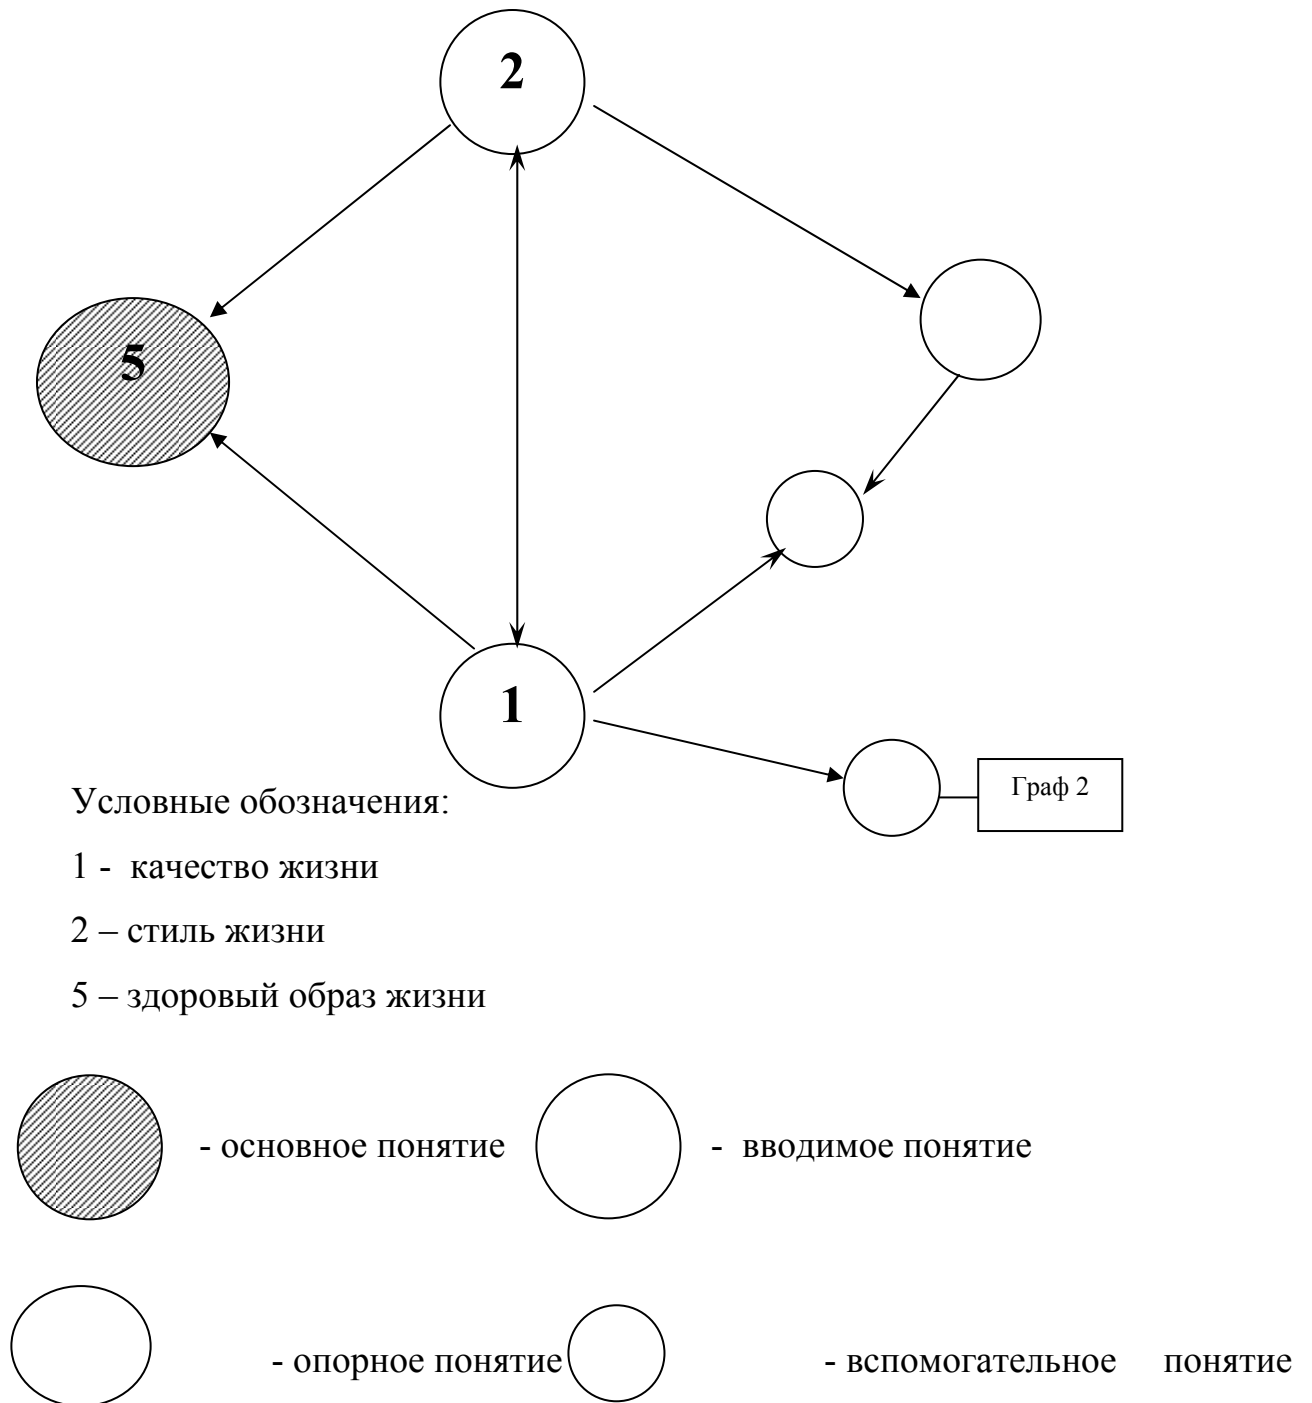 2
5
1
Граф 2
Условные обозначения:
1 - качество жизни
2 – стиль жизни
5 – здоровый образ жизни
- основное понятие
- вводимое понятие
- опорное понятие
- вспомогательное понятие